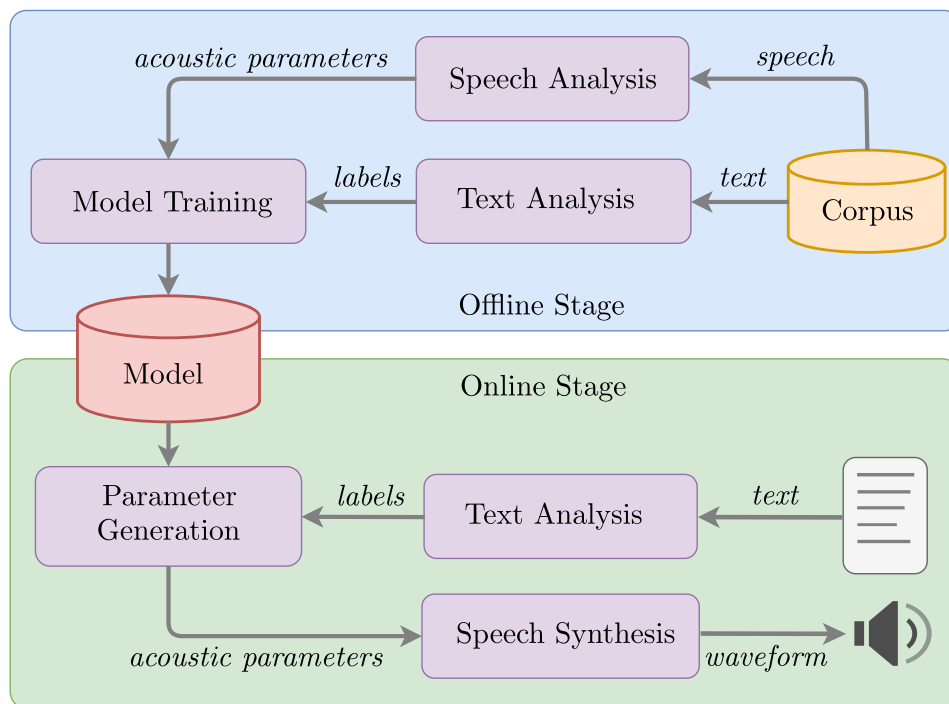 acoustic parameters
speech
Speech Analysis
labels
text
Model Training
Text Analysis
Corpus
Offline Stage
Model
Online Stage
Parameter
Generation
labels
Text Analysis
text
acoustic parameters
Speech Synthesis
waveform